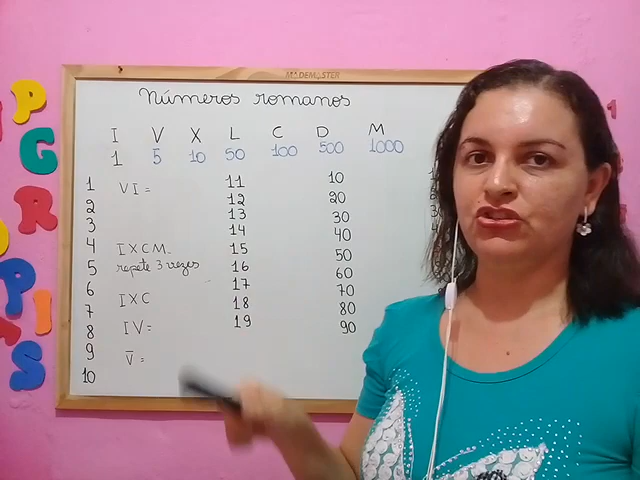 MADEMASTER
Números romanos
I V X L C D M
1 5 10 50 100 500 1000
1 VI = 11 10
2 12 20
3 13 30
4 IXCM 14 40
5 repete 3 vezes 15 50
6 16 60
7 IXC 17 70
8 IV = 18 80
9 V̅ = 19 90
10
P
G
R
P
I
S